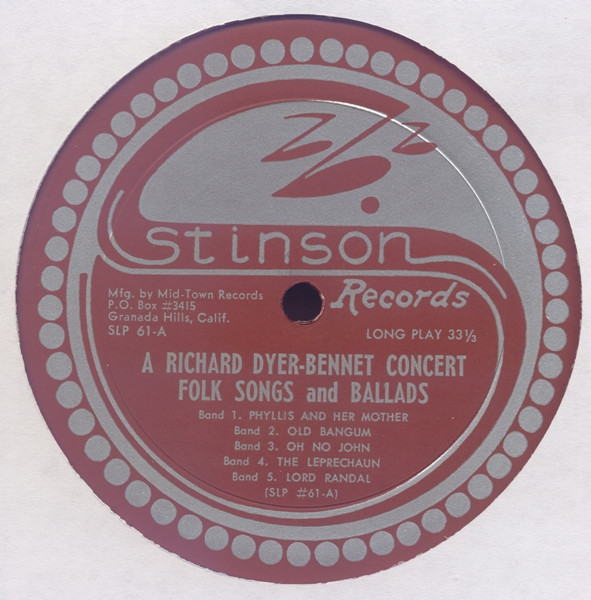 Stinson
Records
Mfg. by Mid-Town Records
P.O. Box #3415
Granada Hills, Calif.
SLP 61-A
LONG PLAY 33⅓
A RICHARD DYER-BENNET CONCERT
FOLK SONGS and BALLADS
Band 1. PHYLLIS AND HER MOTHER
Band 2. OLD BANGUM
Band 3. OH NO JOHN
Band 4. THE LEPRECHAUN
Band 5. LORD RANDAL
(SLP #61-A)